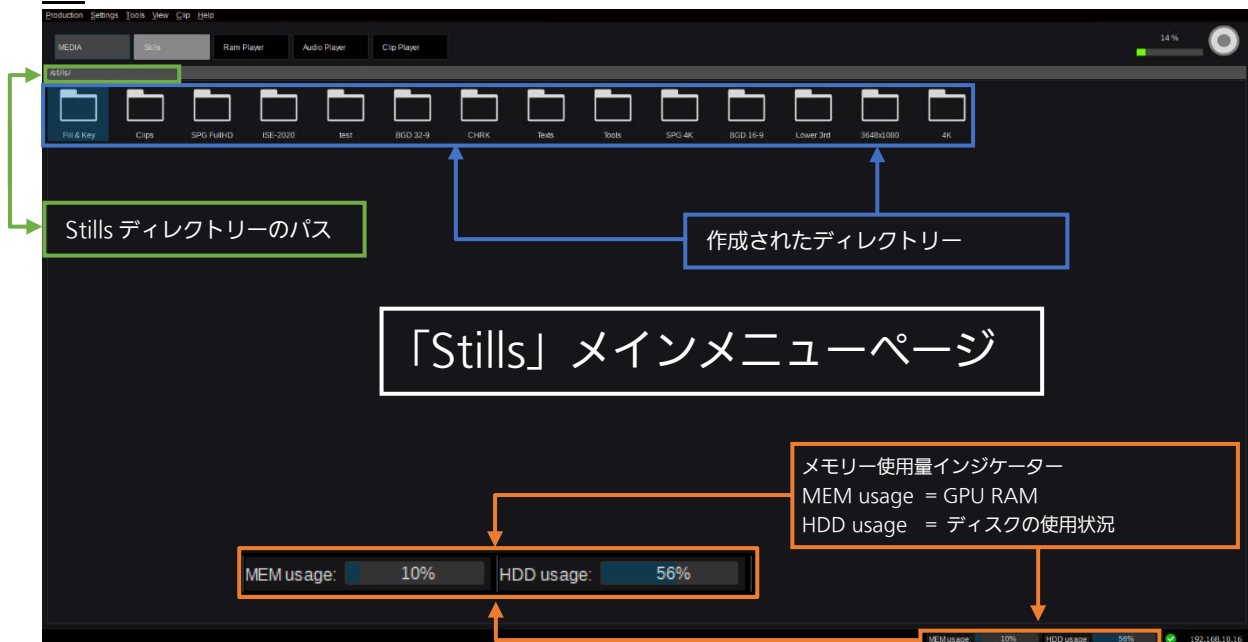 Production Settings Tools View Clip Help
MEDIA Stills Ram Player Audio Player Clip Player 14 %
/stills/
Fill & Key Clips SPG FullHD ISE-2020 test BGD 32-9 CHRK Texts Tools SPG 4K BGD 16-9 Lower 3rd 3648x1080 4K
Stills ディレクトリーのパス
作成されたディレクトリー
「Stills」メインメニューページ
メモリー使用量インジケーター
MEM usage = GPU RAM
HDD usage = ディスクの使用状況
MEM usage: 10% HDD usage: 56%
MEM usage: 10% HDD usage: 56% 192.168.10.16